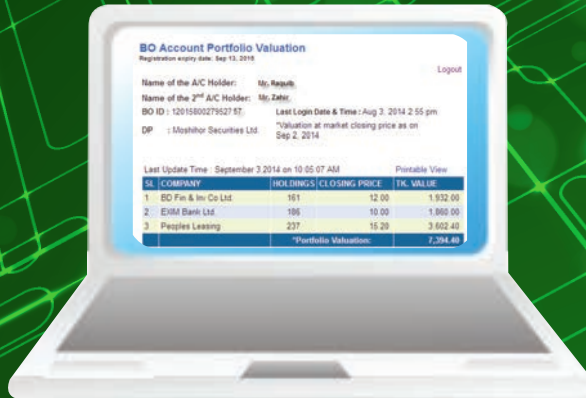 BO Account Portfolio Valuation
Registration expiry date: Sep 13, 2015
Logout
Name of the A/C Holder: Mr. Raquib
Name of the 2nd A/C Holder: Mr. Zahir
BO ID : 1201580027952757 Last Login Date & Time : Aug 3, 2014 2:55 pm
DP : Moshihor Securities Ltd. *Valuation at market closing price as on
Sep 2, 2014
Last Update Time : September 3,2014 on 10:05:07 AM Printable View
SL COMPANY HOLDINGS CLOSING PRICE TK. VALUE
1 BD Fin & Inv Co Ltd. 161 12.00 1,932.00
2 EXIM Bank Ltd. 186 10.00 1,860.00
3 Peoples Leasing 237 15.20 3,602.40
*Portfolio Valuation: 7,394.40